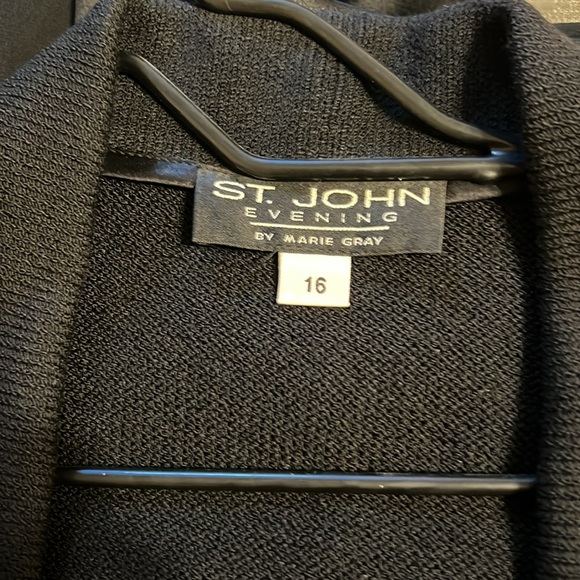 ST. JOHN
EVENING
BY MARIE GRAY
16